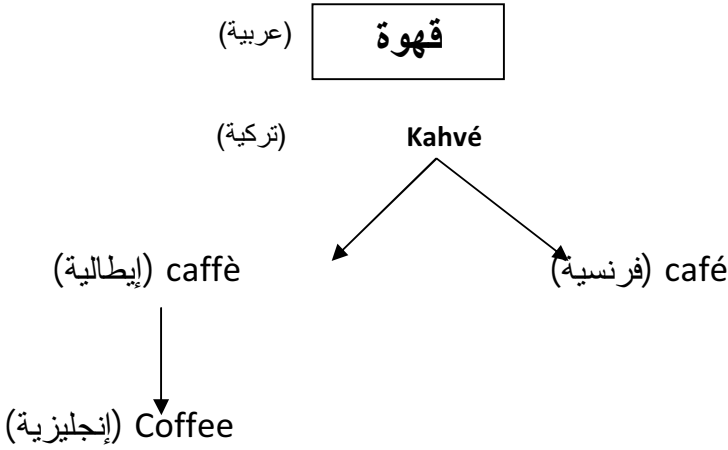 قهوة (عربية)
Kahvé (تركية)
caffè (إيطالية)
café (فرنسية)
Coffee (إنجليزية)